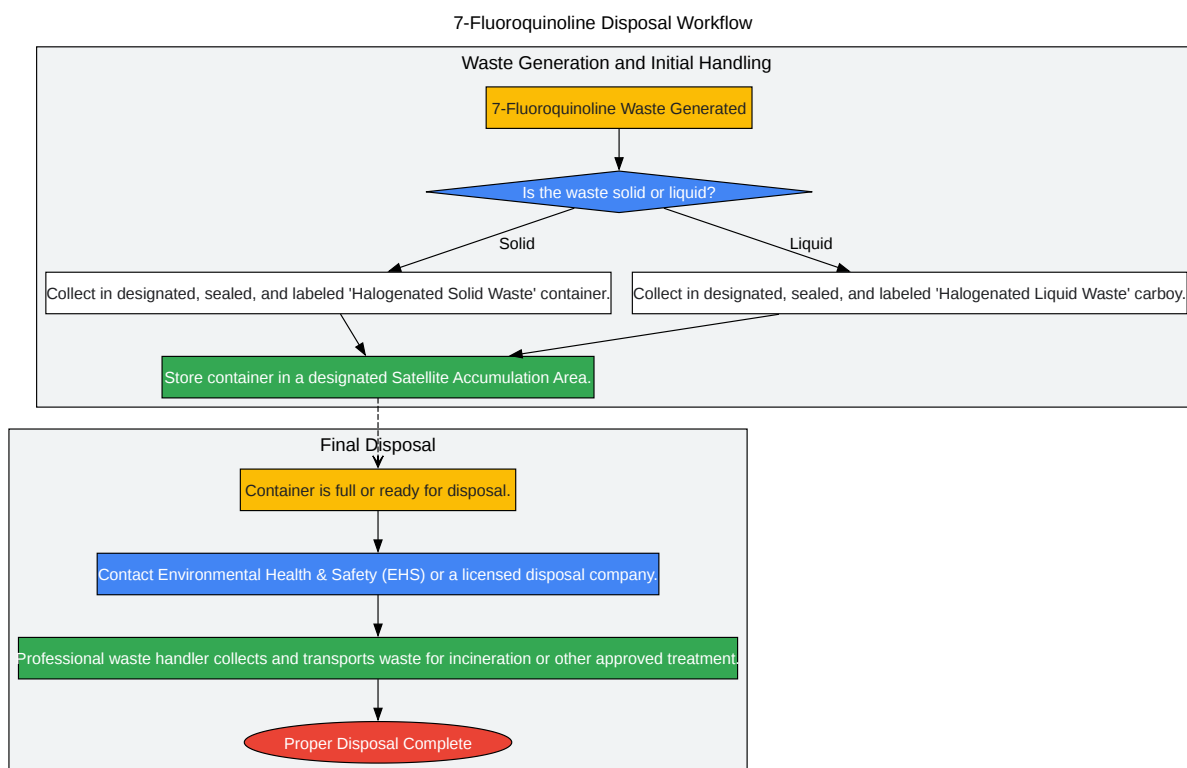 7-Fluoroquinoline Disposal Workflow
Waste Generation and Initial Handling
7-Fluoroquinoline Waste Generated
Is the waste solid or liquid?
Solid
Liquid
Collect in designated, sealed, and labeled 'Halogenated Solid Waste' container.
Collect in designated, sealed, and labeled 'Halogenated Liquid Waste' carboy.
Store container in a designated Satellite Accumulation Area.
Final Disposal
Container is full or ready for disposal.
Contact Environmental Health & Safety (EHS) or a licensed disposal company.
Professional waste handler collects and transports waste for incineration or other approved treatment.
Proper Disposal Complete